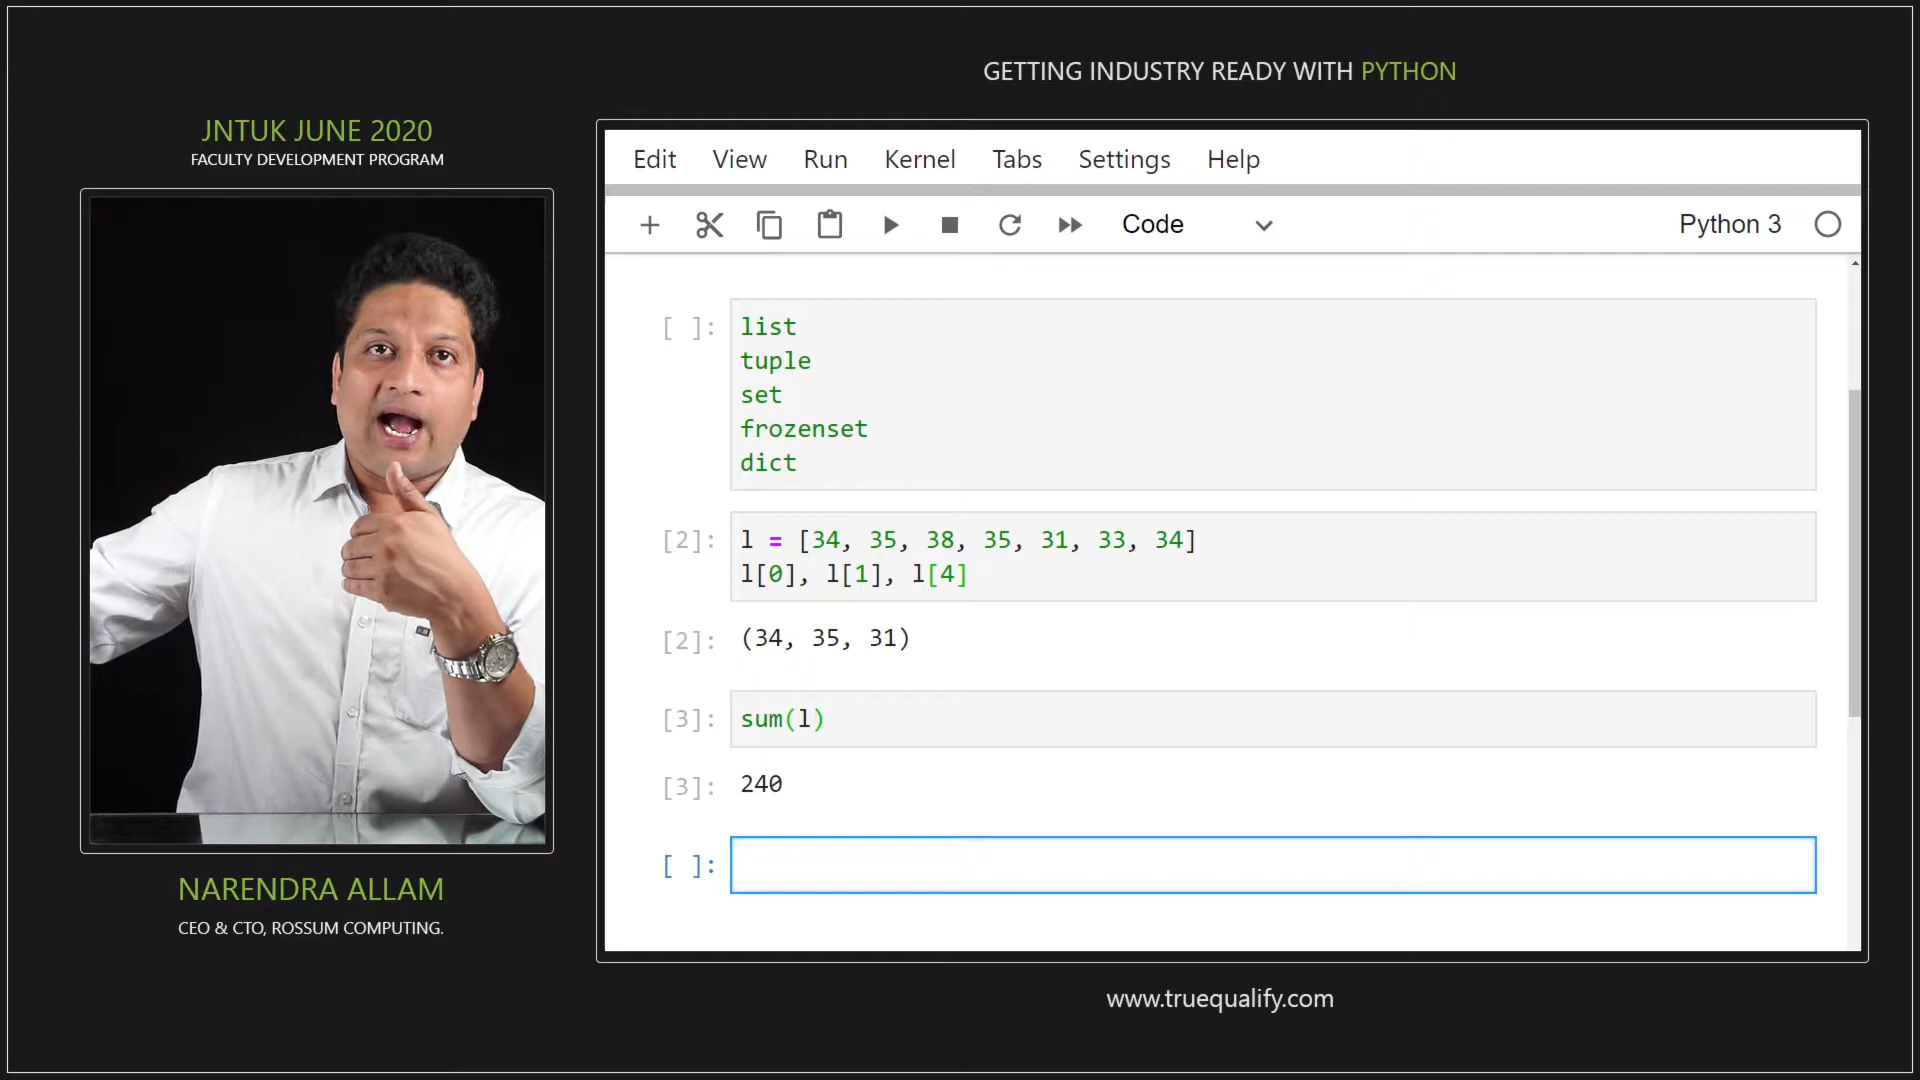 GETTING INDUSTRY READY WITH PYTHON
JNTUK JUNE 2020
FACULTY DEVELOPMENT PROGRAM
NARENDRA ALLAM
CEO & CTO, ROSSUM COMPUTING.
Edit View Run Kernel Tabs Settings Help
Code Python 3
[ ]: list
tuple
set
frozenset
dict
[2]: l = [34, 35, 38, 35, 31, 33, 34]
l[0], l[1], l[4]
[2]: (34, 35, 31)
[3]: sum(l)
[3]: 240
[ ]:
www.truequalify.com